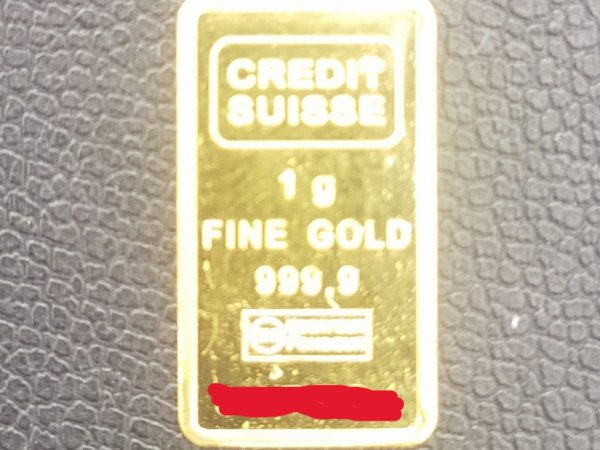 CREDIT
SUISSE
1 g
FINE GOLD
999,9